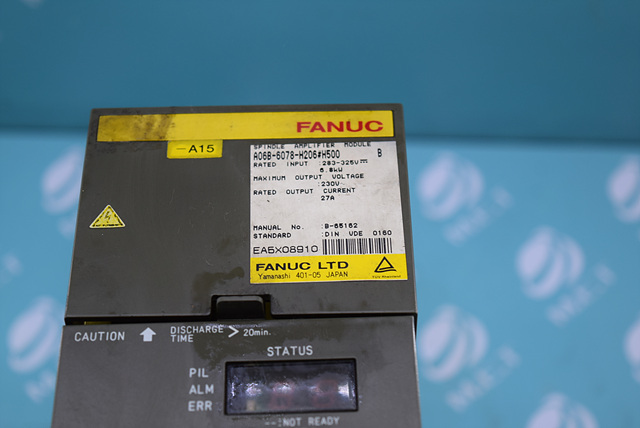 FANUC
-A15
SPINDLE AMPLIFIER MODULE
A06B-6078-H206#H500 B
RATED INPUT :283-325V
6.8kW
MAXIMUM OUTPUT VOLTAGE
:230V~
RATED OUTPUT CURRENT
27A
MANUAL No. :B-65162
STANDARD :DIN VDE 0160
EA5X08910
FANUC LTD
Yamanashi 401-05 JAPAN
CAUTION DISCHARGE TIME > 20min.
STATUS
PIL
ALM
ERR
--:NOT READY